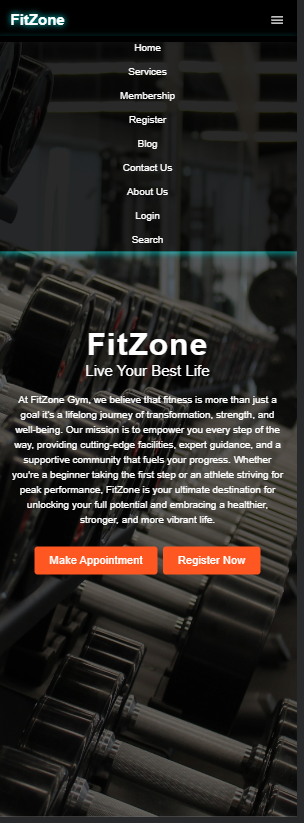 FitZone
Home
Services
Membership
Register
Blog
Contact Us
About Us
Login
Search
FitZone
Live Your Best Life
At FitZone Gym, we believe that fitness is more than just a
goal it's a lifelong journey of transformation, strength, and
well-being. Our mission is to empower you every step of the
way, providing cutting-edge facilities, expert guidance, and a
supportive community that fuels your progress. Whether
you're a beginner taking the first step or an athlete striving for
peak performance, FitZone is your ultimate destination for
unlocking your full potential and embracing a healthier,
stronger, and more vibrant life.
Make Appointment Register Now